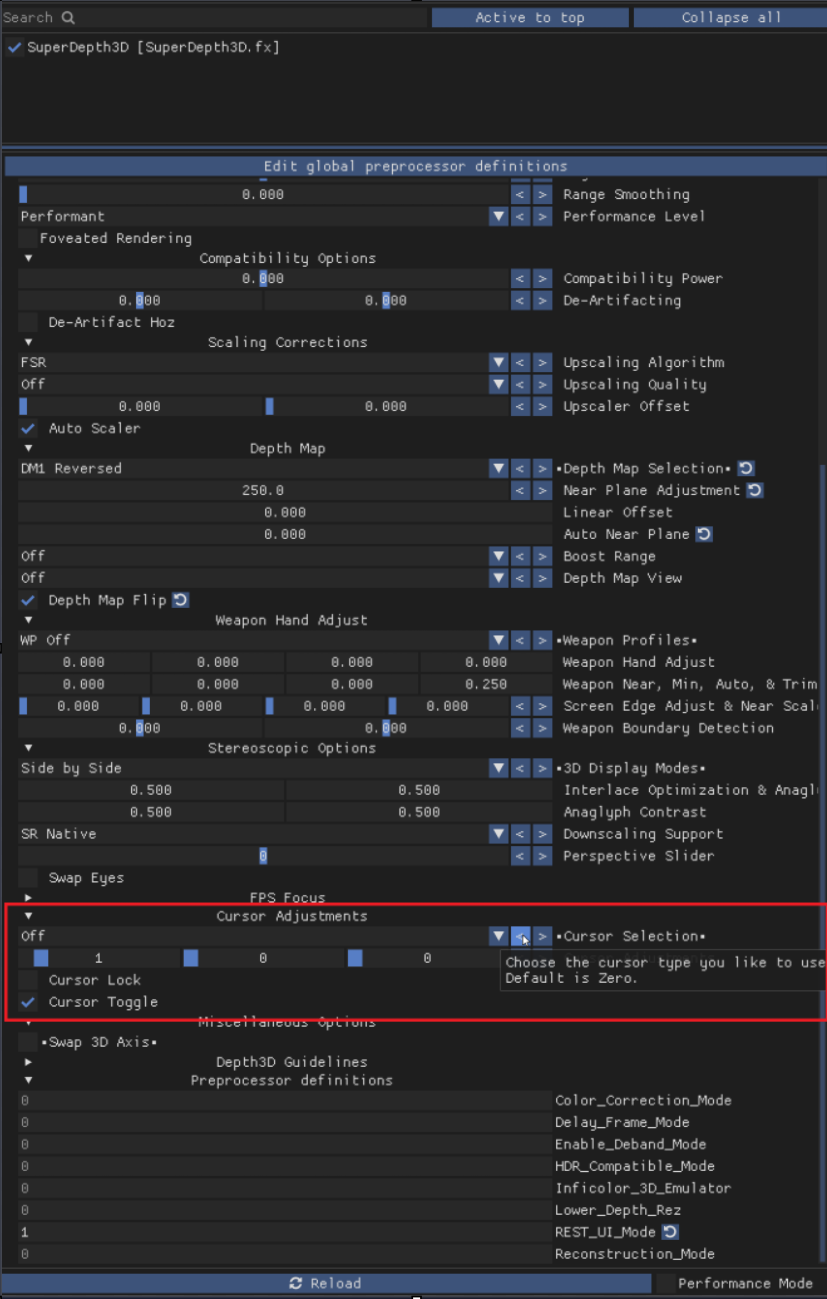 Search Active to top Collapse all
SuperDepth3D [SuperDepth3D.fx]
Edit global preprocessor definitions
0.000 < > Range Smoothing
Performant ▼ < > Performance Level
Foveated Rendering
▼ Compatibility Options
0.000 < > Compatibility Power
0.000 0.000 < > De-Artifacting
De-Artifact Hoz
▼ Scaling Corrections
FSR ▼ < > Upscaling Algorithm
Off ▼ < > Upscaling Quality
0.000 0.000 < > Upscaler Offset
Auto Scaler
▼ Depth Map
DM1 Reversed ▼ < > •Depth Map Selection•
250.0 < > Near Plane Adjustment
0.000 Linear Offset
0.000 Auto Near Plane
Off ▼ < > Boost Range
Off ▼ < > Depth Map View
Depth Map Flip
▼ Weapon Hand Adjust
WP Off ▼ < > •Weapon Profiles•
0.000 0.000 0.000 0.000 Weapon Hand Adjust
0.000 0.000 0.000 0.250 Weapon Near, Min, Auto, & Trim
0.000 0.000 0.000 0.000 < > Screen Edge Adjust & Near Scal
0.000 0.000 < > Weapon Boundary Detection
▼ Stereoscopic Options
Side by Side ▼ < > •3D Display Modes•
0.500 0.500 Interlace Optimization & Anagl
0.500 0.500 Anaglyph Contrast
SR Native ▼ < > Downscaling Support
0 < > Perspective Slider
Swap Eyes
▶ FPS Focus
▼ Cursor Adjustments
Off ▼ < > •Cursor Selection•
1 0 0
Choose the cursor type you like to use
Default is Zero.
Cursor Lock
Cursor Toggle
▼ Miscellaneous Options
•Swap 3D Axis•
▶ Depth3D Guidelines
▼ Preprocessor definitions
0 Color_Correction_Mode
0 Delay_Frame_Mode
0 Enable_Deband_Mode
0 HDR_Compatible_Mode
0 Inficolor_3D_Emulator
0 Lower_Depth_Rez
1 REST_UI_Mode
0 Reconstruction_Mode
Reload Performance Mode